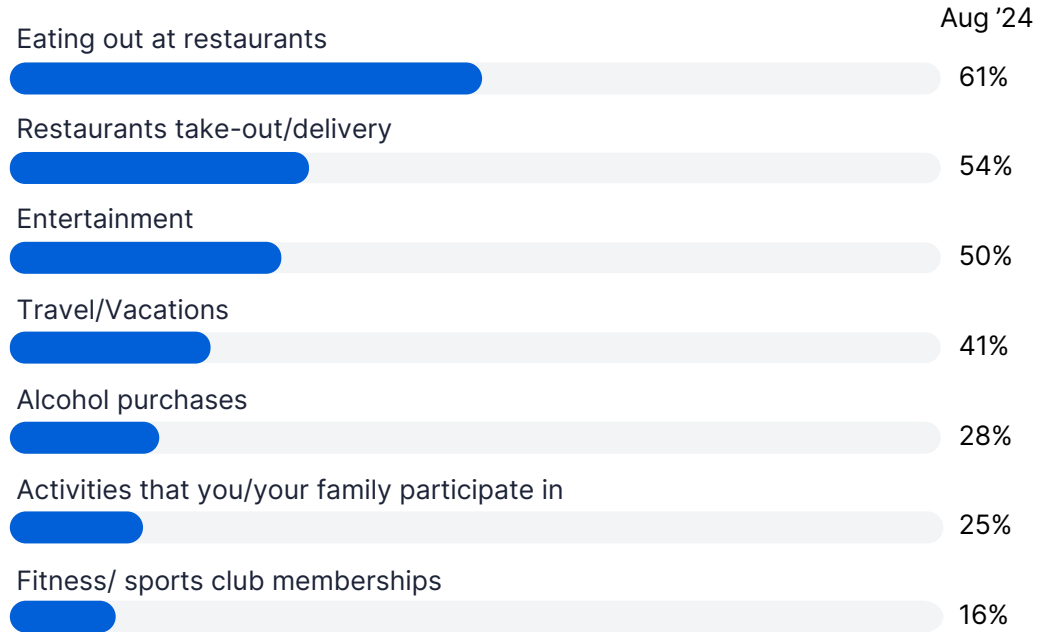 Aug ’24
Eating out at restaurants
61%
Restaurants take-out/delivery
54%
Entertainment
50%
Travel/Vacations
41%
Alcohol purchases
28%
Activities that you/your family participate in
25%
Fitness/ sports club memberships
16%